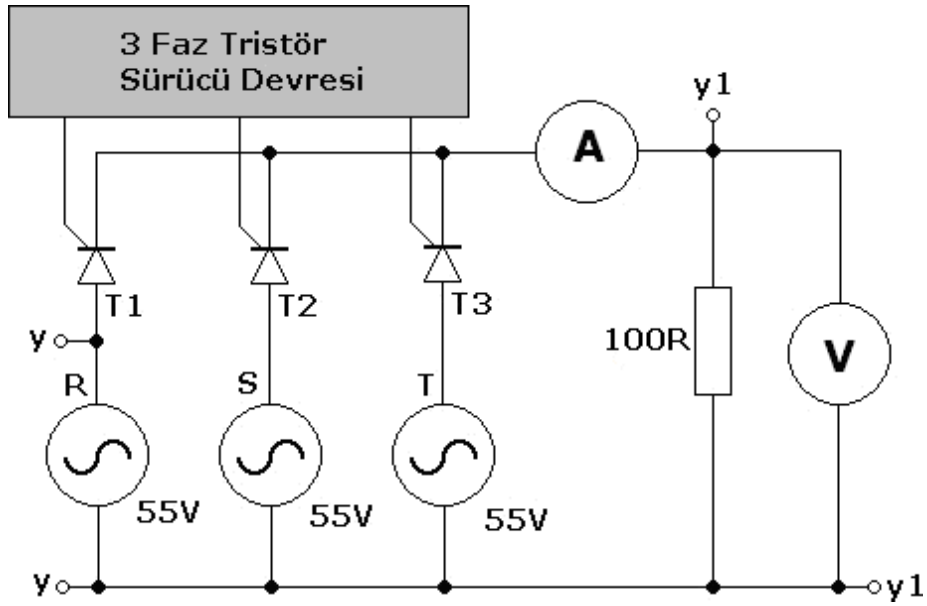 3 Faz Tristör
Sürücü Devresi
y1
A
T1
T2
T3
y
100R
V
R
S
T
55V
55V
55V
y
y1